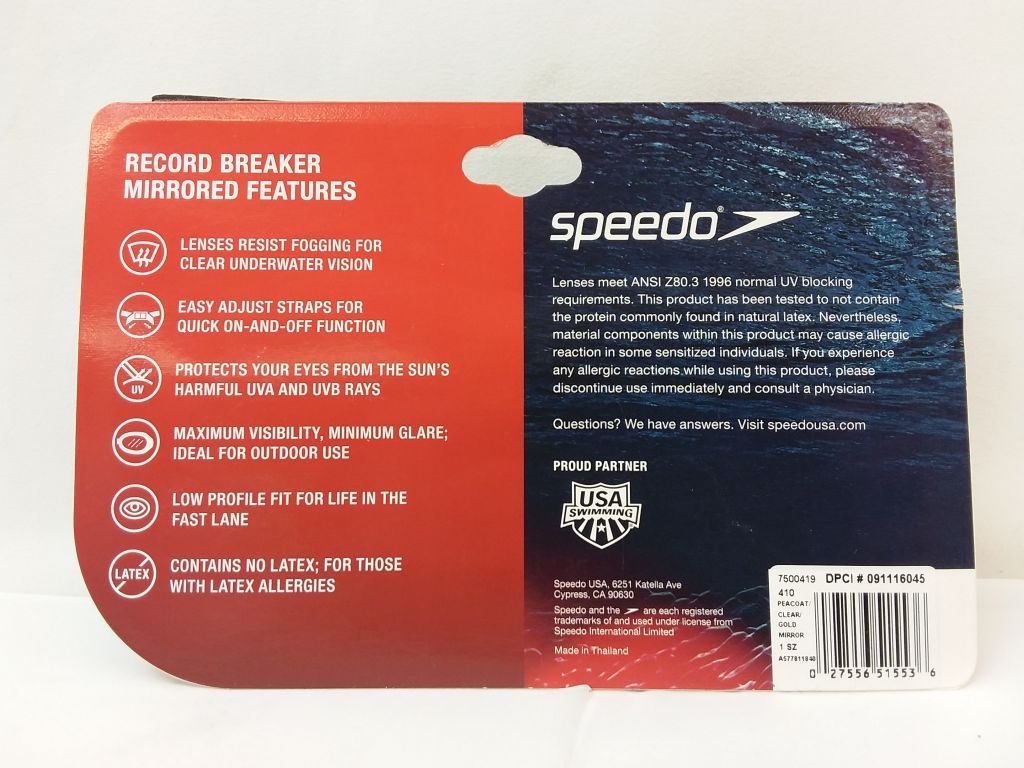 RECORD BREAKER
MIRRORED FEATURES
LENSES RESIST FOGGING FOR
CLEAR UNDERWATER VISION
EASY ADJUST STRAPS FOR
QUICK ON-AND-OFF FUNCTION
UV
PROTECTS YOUR EYES FROM THE SUN'S
HARMFUL UVA AND UVB RAYS
MAXIMUM VISIBILITY, MINIMUM GLARE;
IDEAL FOR OUTDOOR USE
LOW PROFILE FIT FOR LIFE IN THE
FAST LANE
LATEX
CONTAINS NO LATEX; FOR THOSE
WITH LATEX ALLERGIES
speedo®
Lenses meet ANSI Z80.3 1996 normal UV blocking
requirements. This product has been tested to not contain
the protein commonly found in natural latex. Nevertheless,
material components within this product may cause allergic
reaction in some sensitized individuals. If you experience
any allergic reactions while using this product, please
discontinue use immediately and consult a physician.
Questions? We have answers. Visit speedousa.com
PROUD PARTNER
USA
SWIMMING
Speedo USA, 6251 Katella Ave
Cypress, CA 90630
Speedo and the are each registered
trademarks of and used under license from
Speedo International Limited
Made in Thailand
7500419 DPCI # 091116045
410
PEACOAT/
CLEAR/
GOLD
MIRROR
1 SZ
0 27556 51553 6